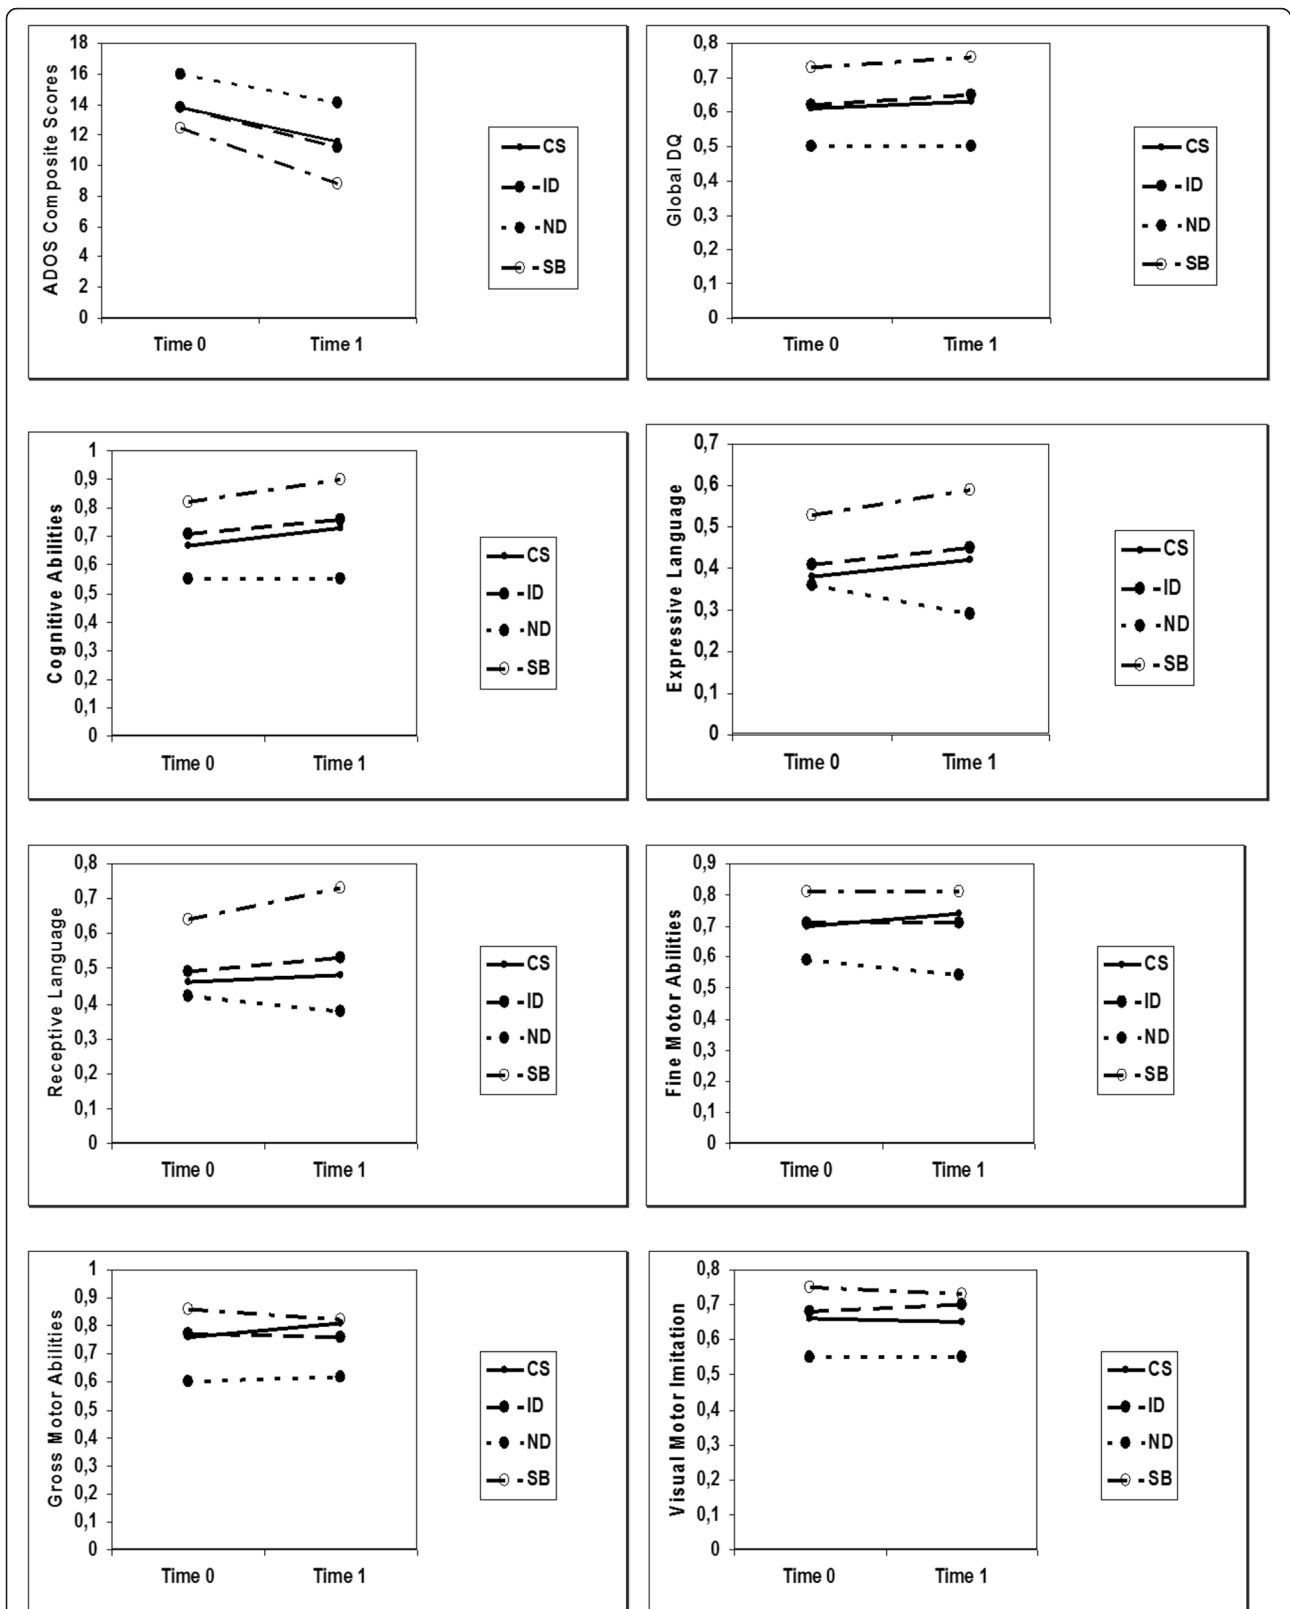 ADOS Composite Scores
18
16
14
12
10
8
6
4
2
0
Time 0 Time 1
CS
ID
ND
SB
Global DQ
0,8
0,7
0,6
0,5
0,4
0,3
0,2
0,1
0
Time 0 Time 1
CS
ID
ND
SB
Cognitive Abilities
1
0,9
0,8
0,7
0,6
0,5
0,4
0,3
0,2
0,1
0
Time 0 Time 1
CS
ID
ND
SB
Expressive Language
0,7
0,6
0,5
0,4
0,3
0,2
0,1
0
Time 0 Time 1
CS
ID
ND
SB
Receptive Language
0,8
0,7
0,6
0,5
0,4
0,3
0,2
0,1
0
Time 0 Time 1
CS
ID
ND
SB
Fine Motor Abilities
0,9
0,8
0,7
0,6
0,5
0,4
0,3
0,2
0,1
0
Time 0 Time 1
CS
ID
ND
SB
Gross Motor Abilities
1
0,9
0,8
0,7
0,6
0,5
0,4
0,3
0,2
0,1
0
Time 0 Time 1
CS
ID
ND
SB
Visual Motor Imitation
0,8
0,7
0,6
0,5
0,4
0,3
0,2
0,1
0
Time 0 Time 1
CS
ID
ND
SB